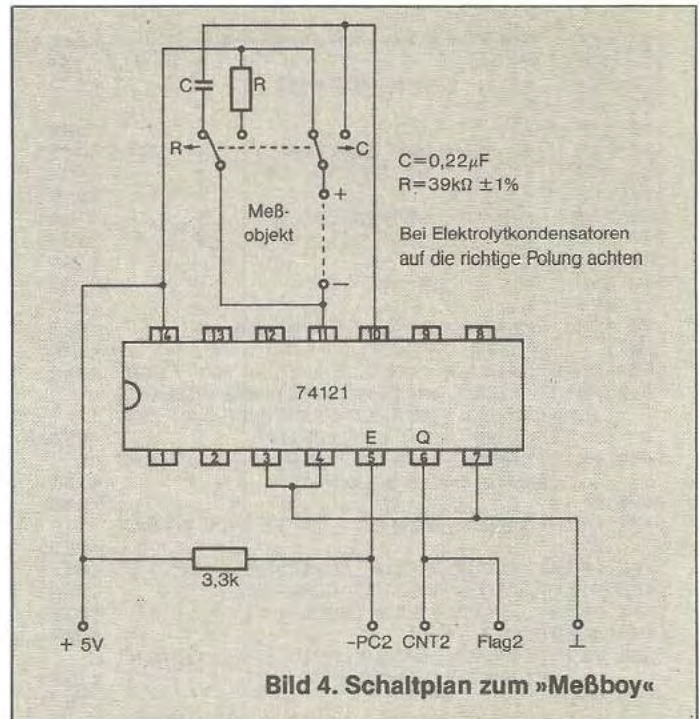 C
R
R
C
+
C=0,22µF
R=39kΩ ±1%
Meß-
objekt
Bei Elektrolytkondensatoren
auf die richtige Polung achten
−
14 13 12 11 10 9 8
74121
E Q
1 2 3 4 5 6 7
3,3k
+ 5V -PC2 CNT2 Flag2 ⊥
Bild 4. Schaltplan zum »Meßboy«